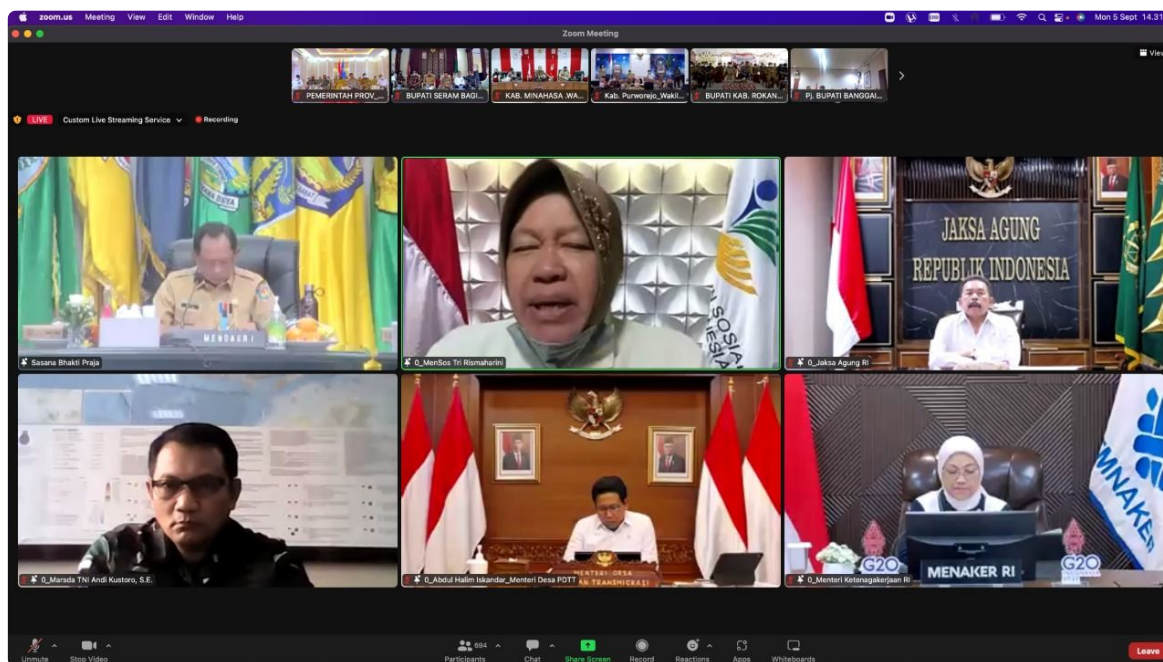 zoom.us Meeting View Edit Window Help
Mon 5 Sept 14.31
Zoom Meeting
View
PEMERINTAH PROV_...
BUPATI SERAM BAGI...
KAB. MINAHASA .WA...
Kab. Purworejo_Wakil...
BUPATI KAB. ROKAN...
Pj. BUPATI BANGGAI...
LIVE Custom Live Streaming Service Recording
MENDAGRI
Sasana Bhakti Praja
0_MenSos Tri Rismaharini
JAKSA AGUNG
REPUBLIK INDONESIA
0_Jaksa Agung RI
0_Marsda TNI Andi Kustoro, S.E.
MENTERI DESA
TRANSMIGRASI
0_Abdul Halim Iskandar_Menteri Desa PDTT
EMNAKER
G20
MENAKER RI
G20
0_Menteri Ketenagakerjaan RI
Unmute
Stop Video
694
Participants
Chat
Share Screen
Record
Reactions
Apps
Whiteboards
Leave